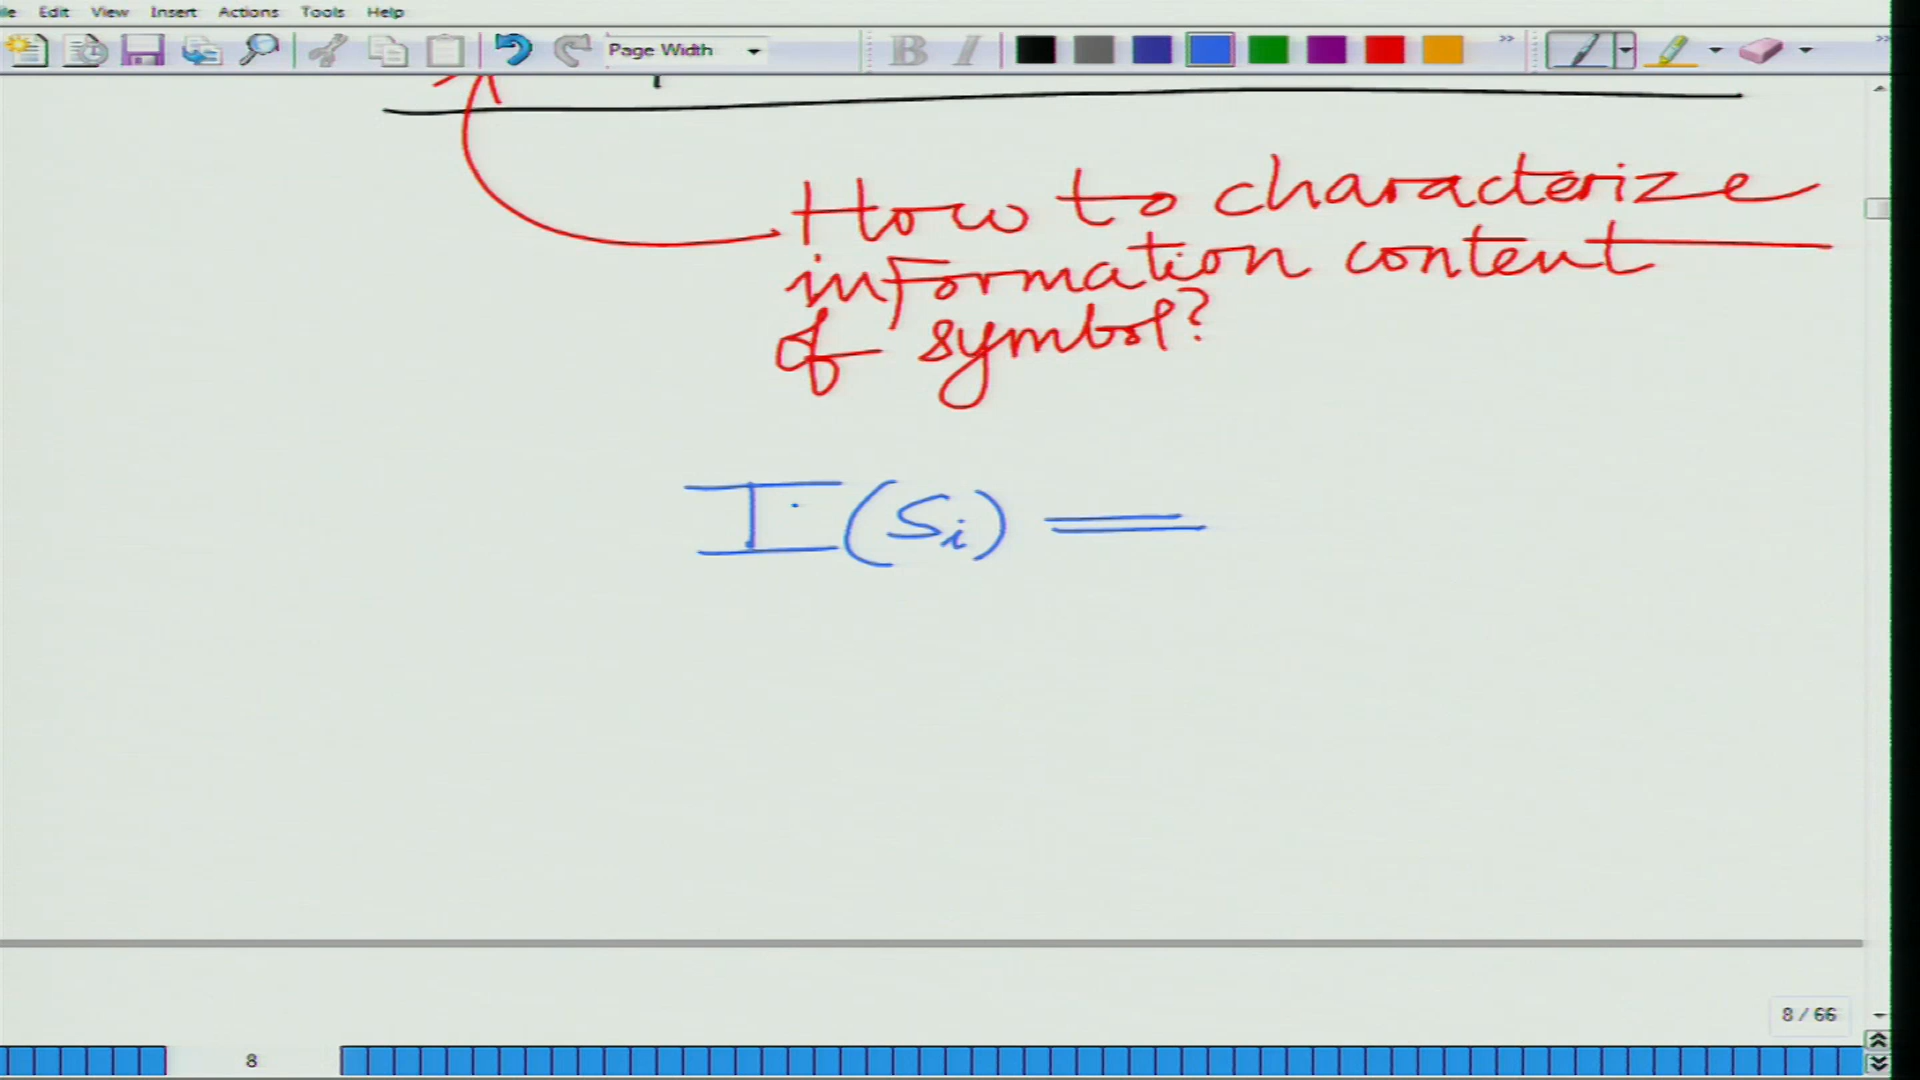 Edit View Insert Actions Tools Help
Page Width
B I
How to characterize
information content
of symbol?
I(Si) =
8 / 66
8